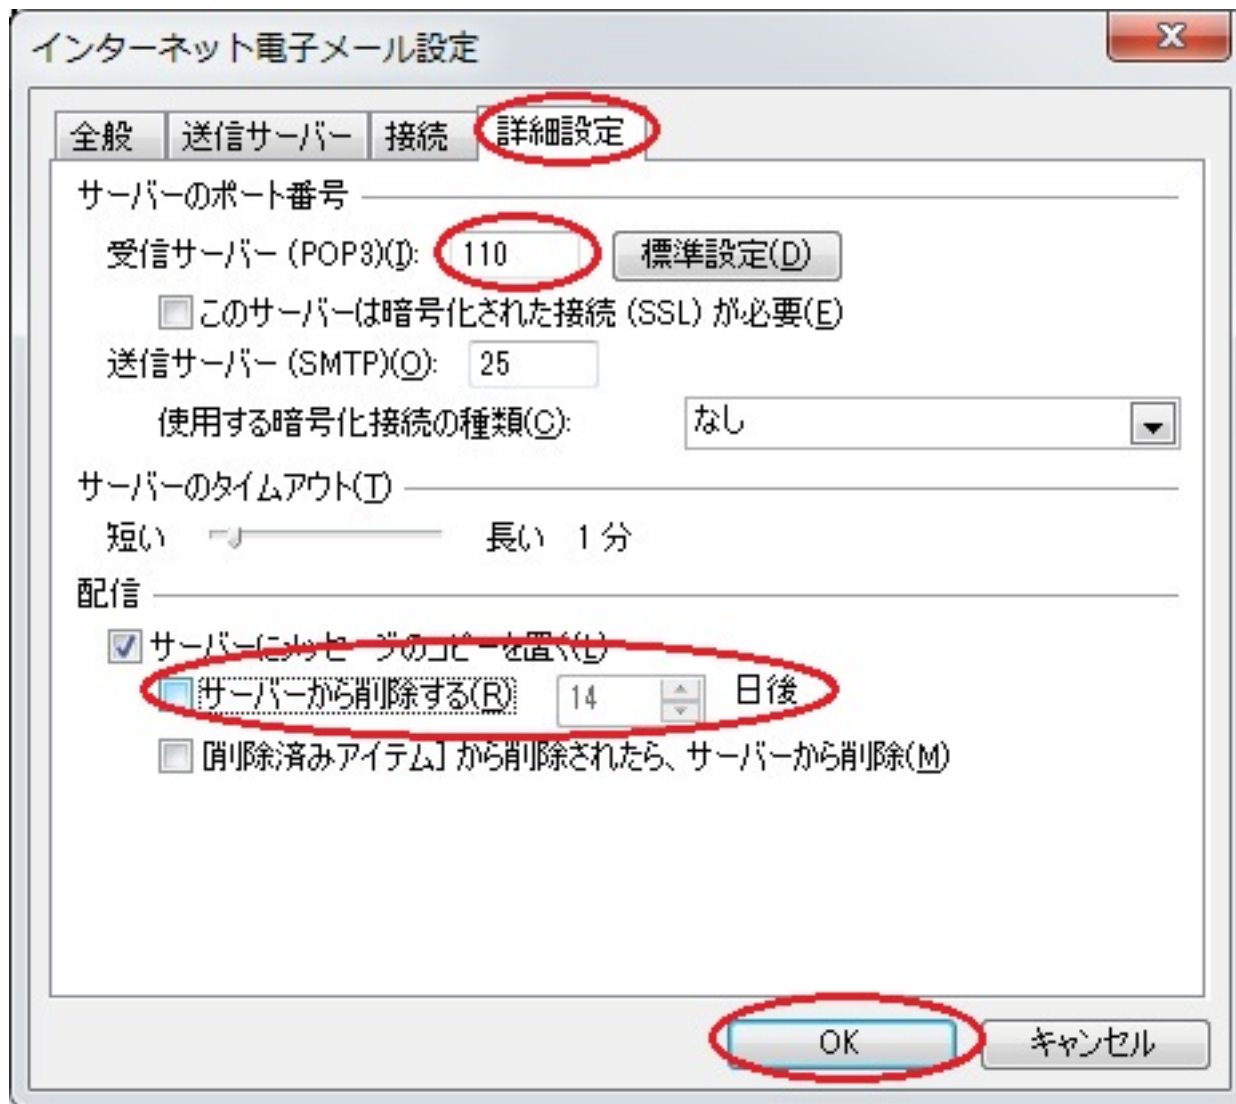 インターネット電子メール設定
全般 送信サーバー 接続 詳細設定
サーバーのポート番号
受信サーバー (POP3)(I): 110 標準設定(D)
このサーバーは暗号化された接続 (SSL) が必要(E)
送信サーバー (SMTP)(O): 25
使用する暗号化接続の種類(C): なし
サーバーのタイムアウト(T)
短い 長い 1 分
配信
サーバーにメッセージのコピーを置く(L)
サーバーから削除する(R) 14 日後
[削除済みアイテム] から削除されたら、サーバーから削除(M)
OK キャンセル